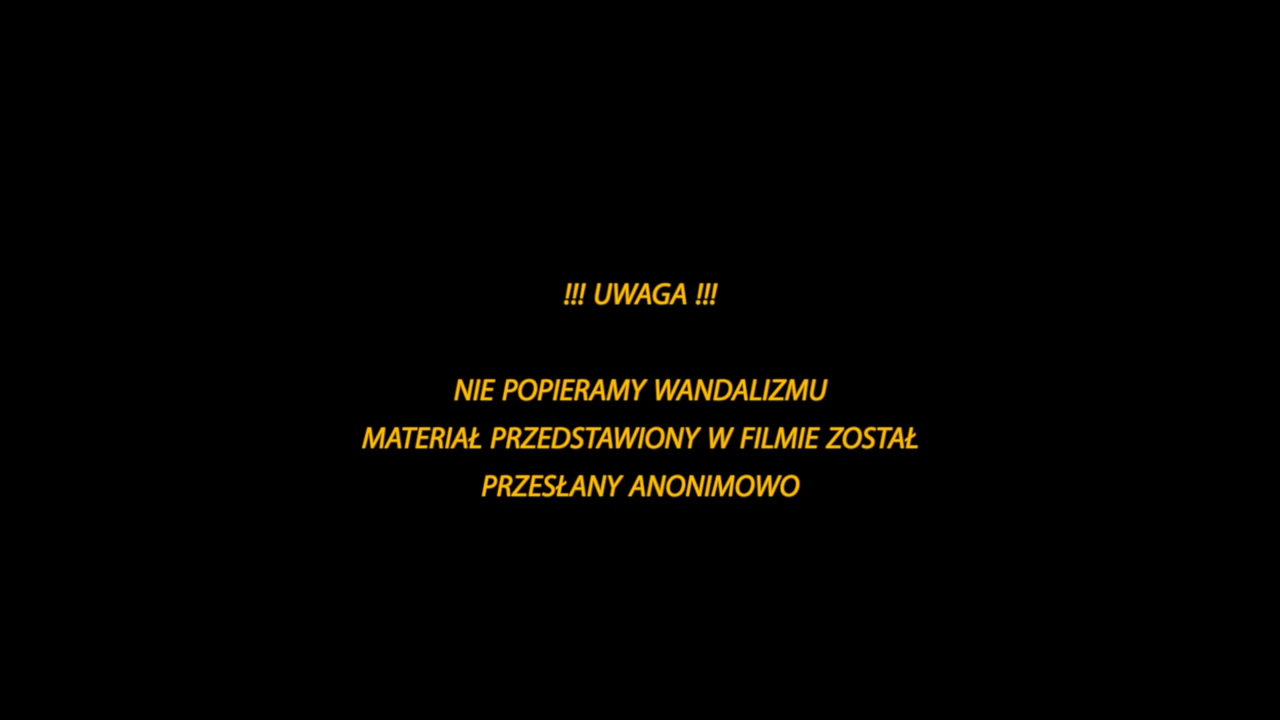 !!! UWAGA !!!
NIE POPIERAMY WANDALIZMU
MATERIAŁ PRZEDSTAWIONY W FILMIE ZOSTAŁ
PRZESŁANY ANONIMOWO